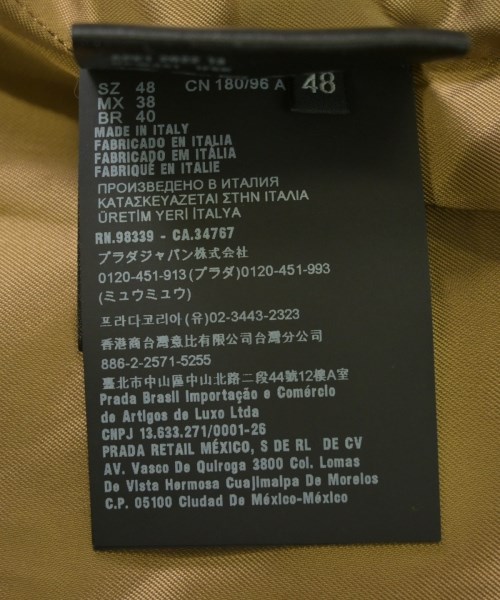 SZ 48 CN 180/96 A 48
MX 38
BR 40
MADE IN ITALY
FABRICADO EN ITALIA
FABRICADO EM ITÀLIA
FABRIQUÉ EN ITALIE
ПРОИЗВЕДЕНО В ИТАЛИЯ
ΚΑΤΑΣΚΕΥΑΖΕΤΑΙ ΣΤΗΝ ΙΤΑΛΙΑ
ÜRETİM YERİ İTALYA
RN.98339 - CA.34767
プラダジャパン株式会社
0120-451-913(プラダ)0120-451-993
(ミュウミュウ)
프라다코리아(유)02-3443-2323
香港商台灣意比有限公司台灣分公司
886-2-2571-5255
臺北市中山區中山北路二段44號12樓A室
Prada Brasil Importação e Comércio
de Artigos de Luxo Ltda
CNPJ 13.633.271/0001-26
PRADA RETAIL MÉXICO, S DE RL DE CV
AV. Vasco De Quiroga 3800 Col. Lomas
De Vista Hermosa Cuajimalpa De Morelos
C.P. 05100 Ciudad De México-México